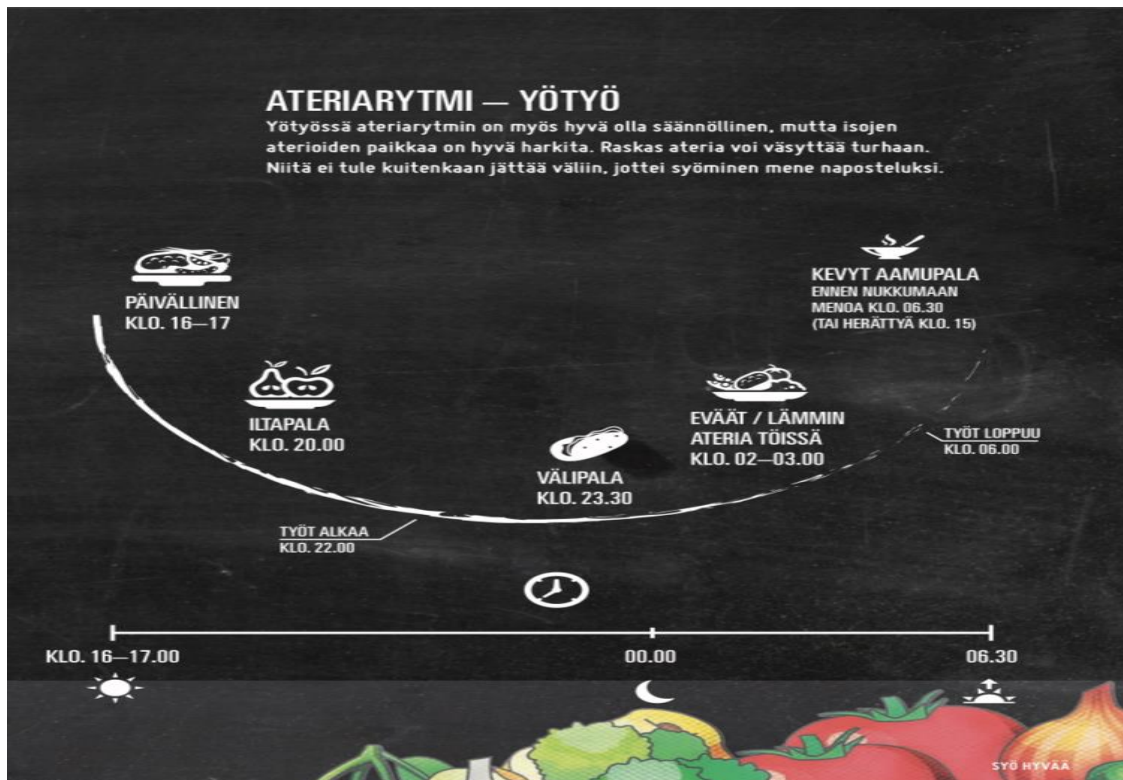 ATERIARYTMI — YÖTYÖ
Yötyössä ateriarytmin on myös hyvä olla säännöllinen, mutta isojen
aterioiden paikkaa on hyvä harkita. Raskas ateria voi väsyttää turhaan.
Niitä ei tule kuitenkaan jättää väliin, jottei syöminen mene naposteluksi.
PÄIVÄLLINEN
KLO. 16—17
ILTAPALA
KLO. 20.00
TYÖT ALKAA
KLO. 22.00
VÄLIPALA
KLO. 23.30
EVÄÄT / LÄMMIN
ATERIA TÖISSÄ
KLO. 02—03.00
KEVYT AAMUPALA
ENNEN NUKKUMAAN
MENOA KLO. 06.30
(TAI HERÄTTYÄ KLO. 15)
TYÖT LOPPUU
KLO. 06.00
KLO. 16—17.00
00.00
06.30
SYÖ HYVÄÄ